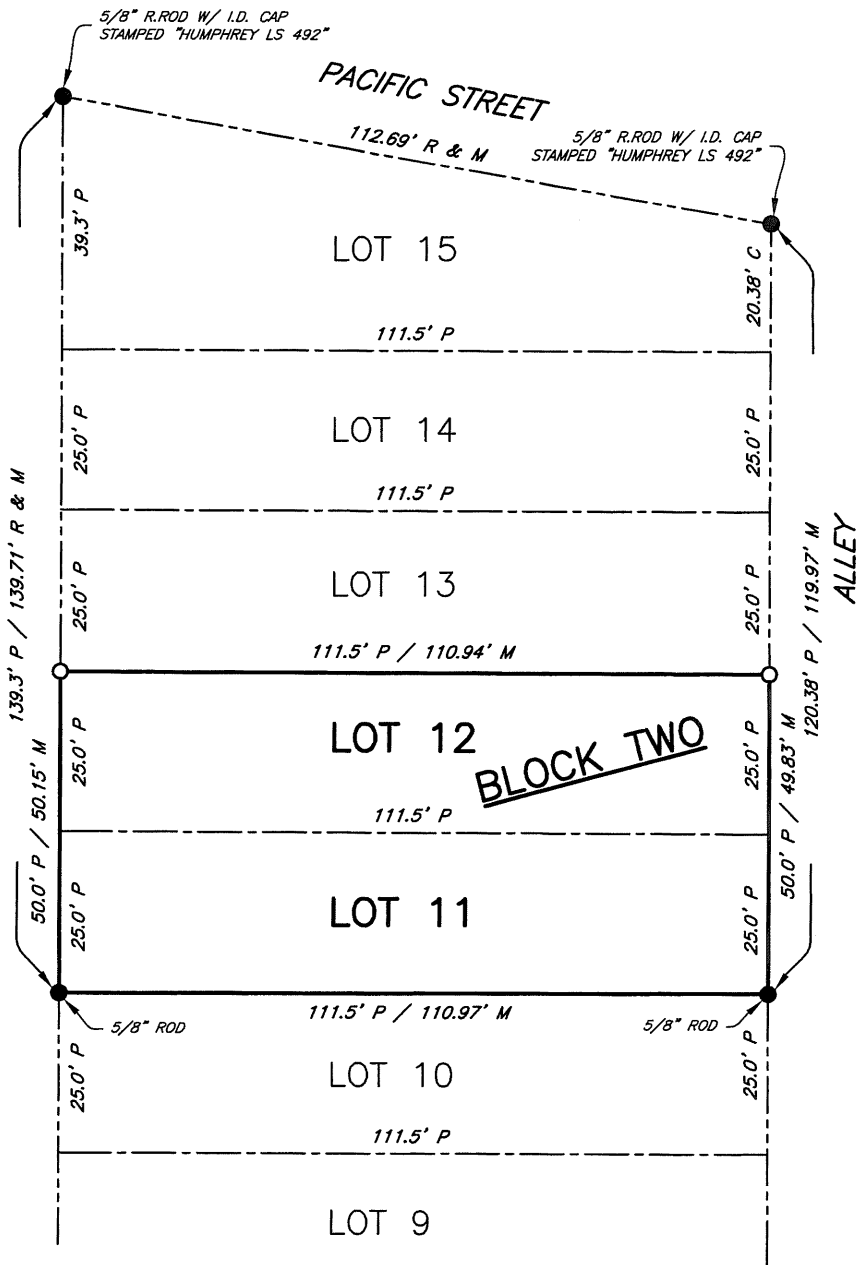 5/8" R.ROD W/ I.D. CAP
STAMPED "HUMPHREY LS 492"
PACIFIC STREET
112.69' R & M
5/8" R.ROD W/ I.D. CAP
STAMPED "HUMPHREY LS 492"
39.3' P
LOT 15
20.38' C
111.5' P
25.0' P
LOT 14
25.0' P
111.5' P
139.3' P / 139.71' R & M
25.0' P
LOT 13
25.0' P
120.38' P / 119.97' M
ALLEY
111.5' P / 110.94' M
50.0' P / 50.15' M
25.0' P
LOT 12
BLOCK TWO
25.0' P
50.0' P / 49.83' M
111.5' P
25.0' P
LOT 11
25.0' P
111.5' P / 110.97' M
5/8" ROD
5/8" ROD
25.0' P
LOT 10
25.0' P
111.5' P
LOT 9